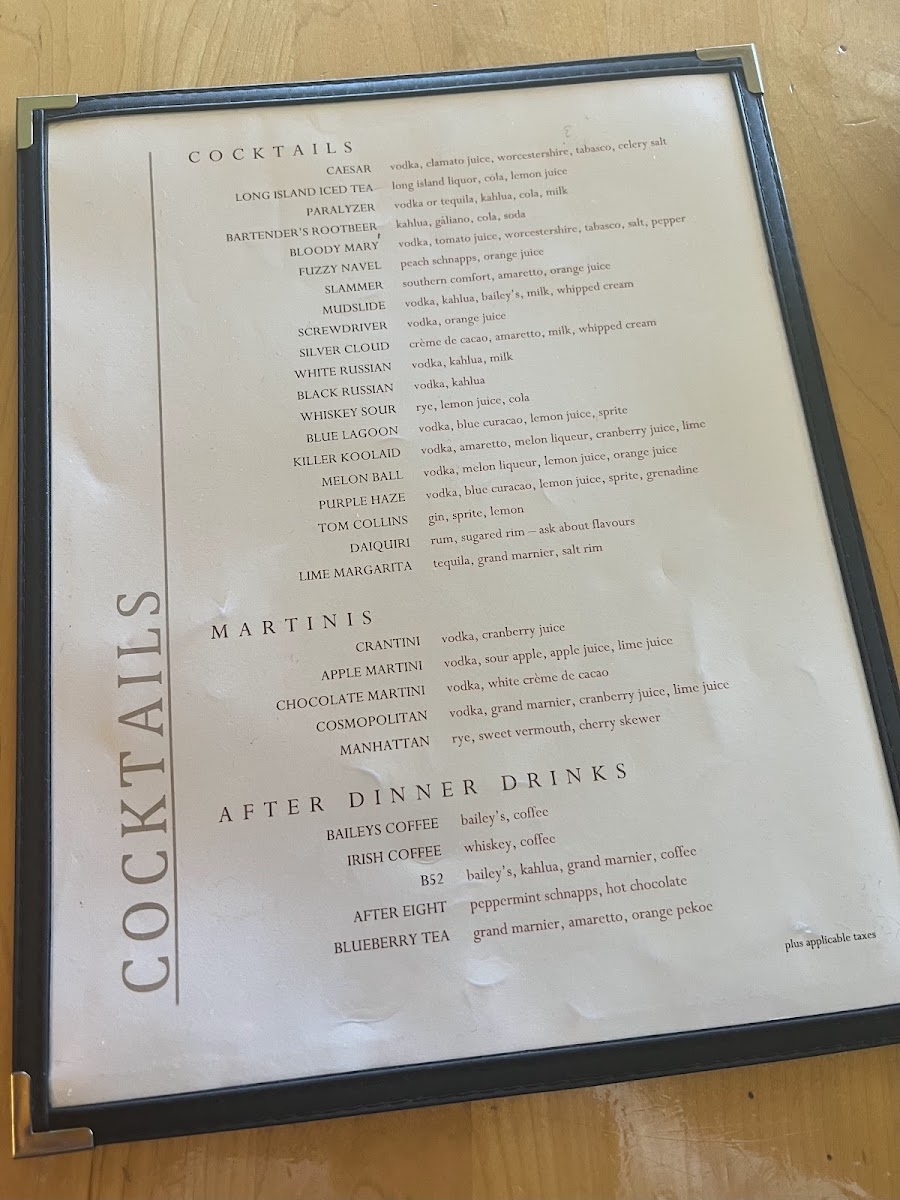 COCKTAILS
COCKTAILS
CAESAR vodka, clamato juice, worcestershire, tabasco, celery salt
LONG ISLAND ICED TEA long island liquor, cola, lemon juice
PARALYZER vodka or tequila, kahlua, cola, milk
BARTENDER'S ROOTBEER kahlua, galiano, cola, soda
BLOODY MARY vodka, tomato juice, worcestershire, tabasco, salt, pepper
FUZZY NAVEL peach schnapps, orange juice
SLAMMER southern comfort, amaretto, orange juice
MUDSLIDE vodka, kahlua, bailey's, milk, whipped cream
SCREWDRIVER vodka, orange juice
SILVER CLOUD crème de cacao, amaretto, milk, whipped cream
WHITE RUSSIAN vodka, kahlua, milk
BLACK RUSSIAN vodka, kahlua
WHISKEY SOUR rye, lemon juice, cola
BLUE LAGOON vodka, blue curacao, lemon juice, sprite
KILLER KOOLAID vodka, amaretto, melon liqueur, cranberry juice, lime
MELON BALL vodka, melon liqueur, lemon juice, orange juice
PURPLE HAZE vodka, blue curacao, lemon juice, sprite, grenadine
TOM COLLINS gin, sprite, lemon
DAIQUIRI rum, sugared rim – ask about flavours
LIME MARGARITA tequila, grand marnier, salt rim
MARTINIS
CRANTINI vodka, cranberry juice
APPLE MARTINI vodka, sour apple, apple juice, lime juice
CHOCOLATE MARTINI vodka, white crème de cacao
COSMOPOLITAN vodka, grand marnier, cranberry juice, lime juice
MANHATTAN rye, sweet vermouth, cherry skewer
AFTER DINNER DRINKS
BAILEYS COFFEE bailey's, coffee
IRISH COFFEE whiskey, coffee
B52 bailey's, kahlua, grand marnier, coffee
AFTER EIGHT peppermint schnapps, hot chocolate
BLUEBERRY TEA grand marnier, amaretto, orange pekoe
plus applicable taxes